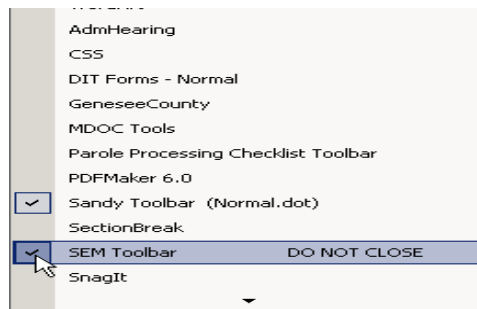 AdmHearing
CSS
DIT Forms - Normal
GeneseeCounty
MDOC Tools
Parole Processing Checklist Toolbar
PDFMaker 6.0
Sandy Toolbar (Normal.dot)
SectionBreak
SEM Toolbar DO NOT CLOSE
SnagIt